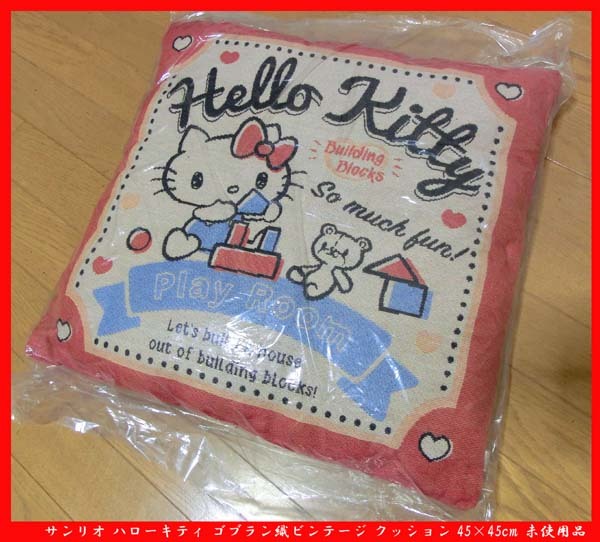 Hello Kitty
Building
Blocks
So much fun!
Play Room
Let's build house
out of building blocks!
サンリオ ハローキティ ゴブラン織ビンテージ クッション 45×45cm 未使用品